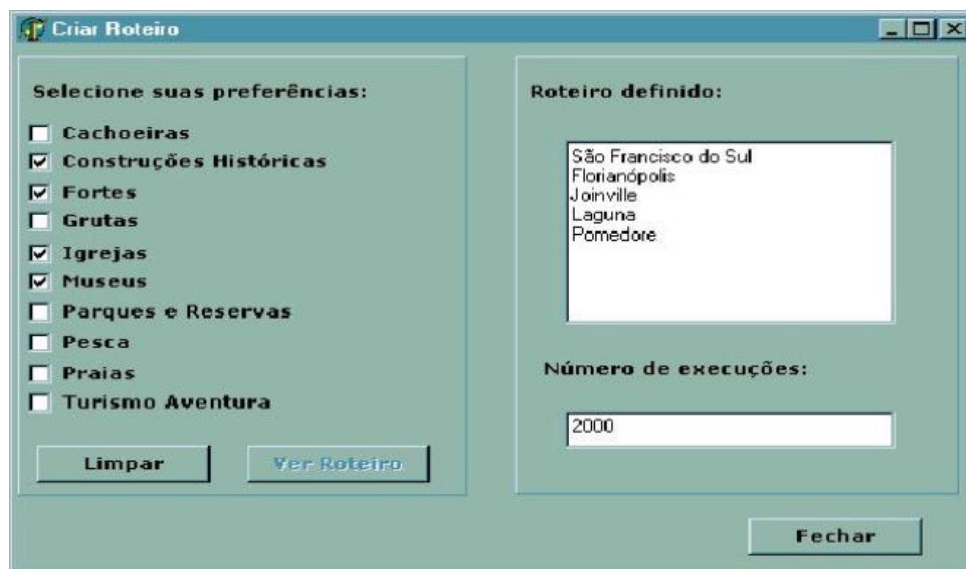 Criar Roteiro
Selecione suas preferências:
Cachoeiras
Construções Históricas
Fortes
Grutas
Igrejas
Museus
Parques e Reservas
Pesca
Praias
Turismo Aventura
Limpar
Ver Roteiro
Roteiro definido:
São Francisco do Sul
Florianópolis
Joinville
Laguna
Pomedore
Número de execuções:
2000
Fechar